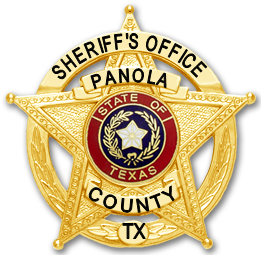 SHERIFF'S OFFICE
PANOLA
STATE OF
TEXAS
COUNTY
TX